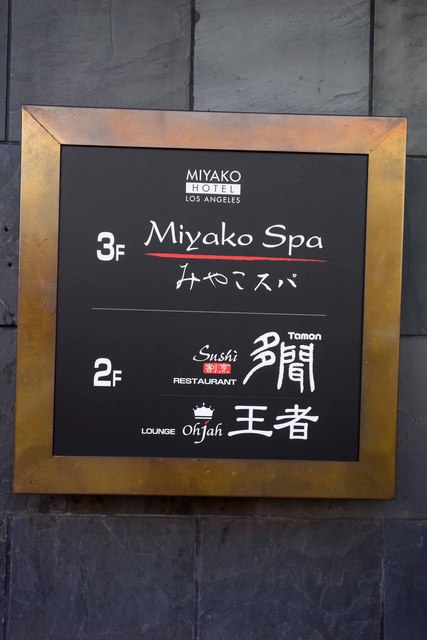 MIYAKO
HOTEL
LOS ANGELES
3F Miyako Spa
みやこスパ
2F Sushi 割烹 RESTAURANT 多聞 Tamon
LOUNGE Ohjah 王者